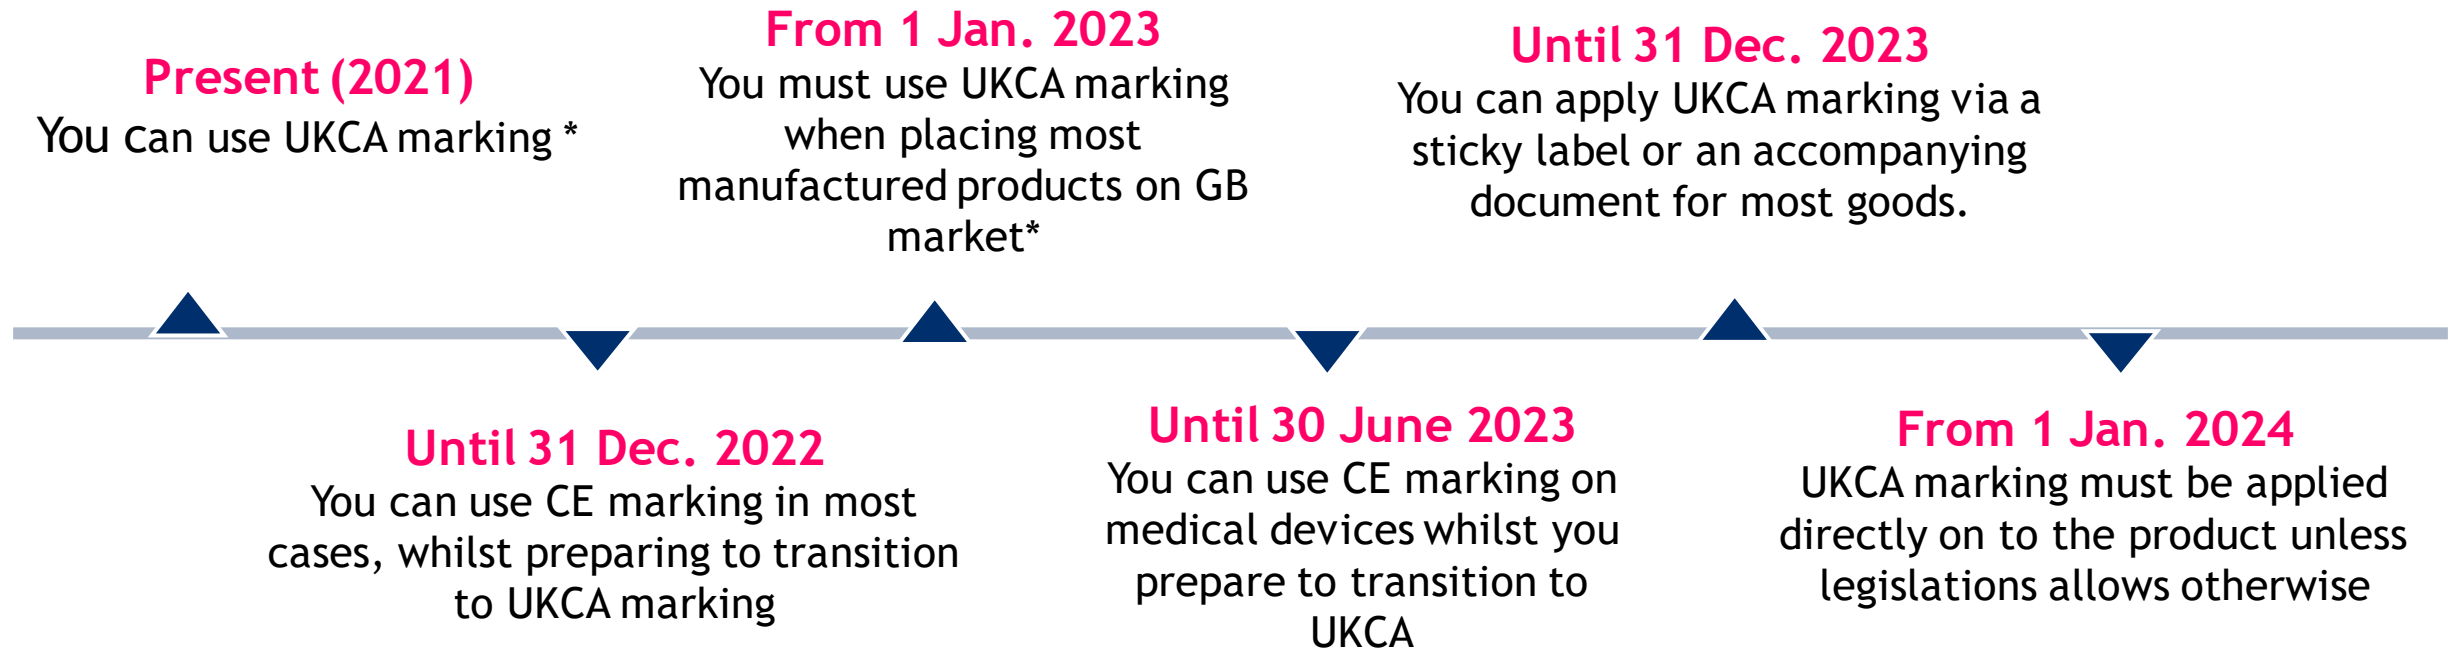 Present (2021)
You can use UKCA marking *
Until 31 Dec. 2022
You can use CE marking in most
cases, whilst preparing to transition
to UKCA marking
From 1 Jan. 2023
You must use UKCA marking
when placing most
manufactured products on GB
market*
Until 30 June 2023
You can use CE marking on
medical devices whilst you
prepare to transition to
UKCA
Until 31 Dec. 2023
You can apply UKCA marking via a
sticky label or an accompanying
document for most goods.
From 1 Jan. 2024
UKCA marking must be applied
directly on to the product unless
legislations allows otherwise